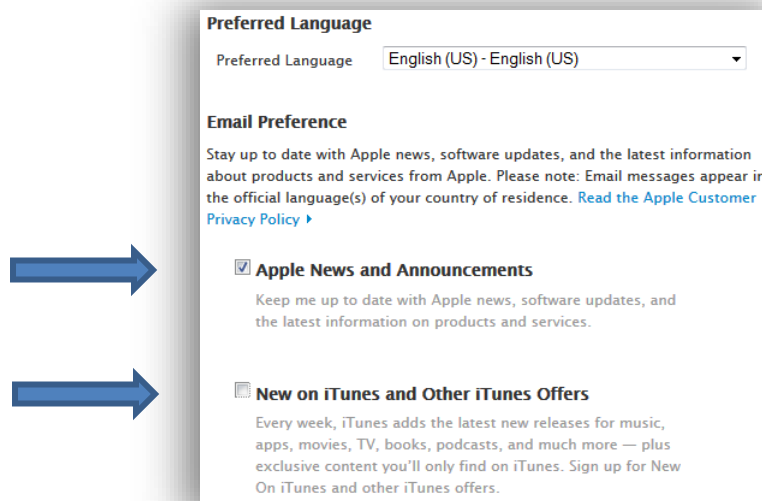 Preferred Language
Preferred Language English (US) - English (US)
Email Preference
Stay up to date with Apple news, software updates, and the latest information
about products and services from Apple. Please note: Email messages appear in
the official language(s) of your country of residence. Read the Apple Customer
Privacy Policy
Apple News and Announcements
Keep me up to date with Apple news, software updates, and
the latest information on products and services.
New on iTunes and Other iTunes Offers
Every week, iTunes adds the latest new releases for music,
apps, movies, TV, books, podcasts, and much more — plus
exclusive content you'll only find on iTunes. Sign up for New
On iTunes and other iTunes offers.